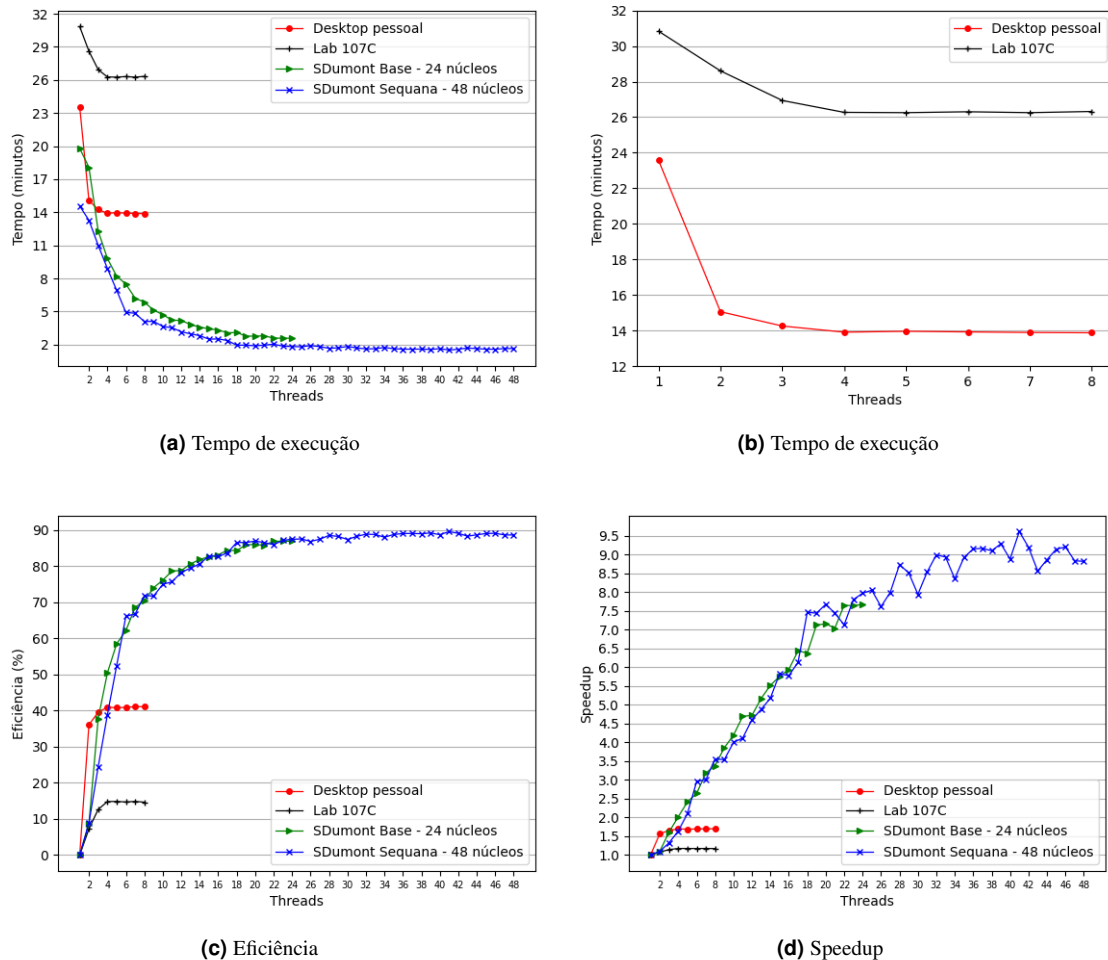 32
29
26
23
20
17
14
11
8
5
2
Tempo (minutos)
2 4 6 8 10 12 14 16 18 20 22 24 26 28 30 32 34 36 38 40 42 44 46 48
Threads
Desktop pessoal
Lab 107C
SDumont Base - 24 núcleos
SDumont Sequana - 48 núcleos
(a) Tempo de execução
32
30
28
26
24
22
20
18
16
14
12
Tempo (minutos)
1 2 3 4 5 6 7 8
Threads
Desktop pessoal
Lab 107C
(b) Tempo de execução
90
80
70
60
50
40
30
20
10
0
Eficiência (%)
2 4 6 8 10 12 14 16 18 20 22 24 26 28 30 32 34 36 38 40 42 44 46 48
Threads
Desktop pessoal
Lab 107C
SDumont Base - 24 núcleos
SDumont Sequana - 48 núcleos
(c) Eficiência
9.5
9.0
8.5
8.0
7.5
7.0
6.5
6.0
5.5
5.0
4.5
4.0
3.5
3.0
2.5
2.0
1.5
1.0
Speedup
2 4 6 8 10 12 14 16 18 20 22 24 26 28 30 32 34 36 38 40 42 44 46 48
Threads
Desktop pessoal
Lab 107C
SDumont Base - 24 núcleos
SDumont Sequana - 48 núcleos
(d) Speedup